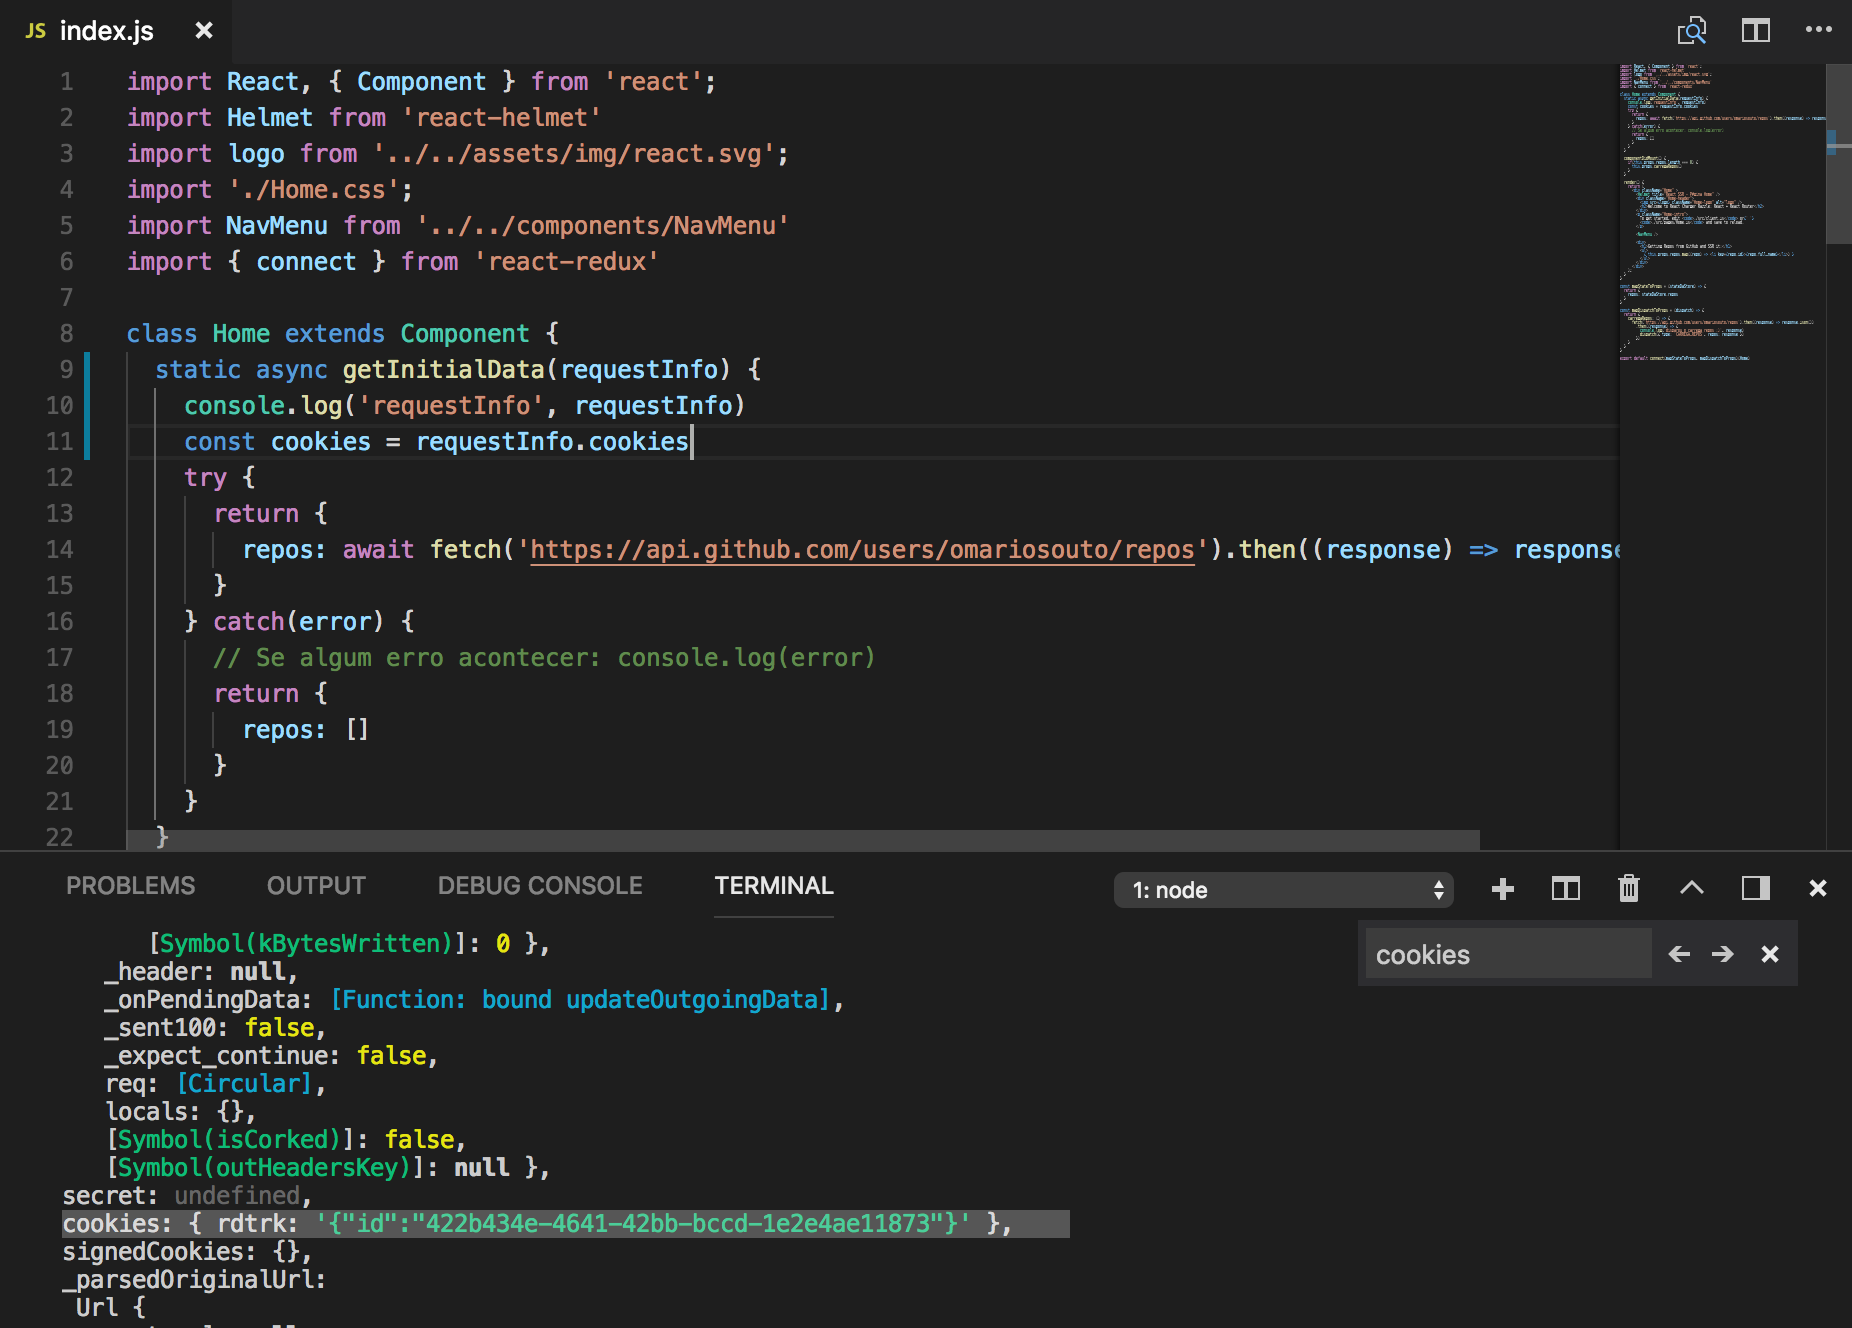 JS index.js
1 import React, { Component } from 'react';
2 import Helmet from 'react-helmet'
3 import logo from '../../assets/img/react.svg';
4 import './Home.css';
5 import NavMenu from '../../components/NavMenu'
6 import { connect } from 'react-redux'
7
8 class Home extends Component {
9 static async getInitialData(requestInfo) {
10 console.log('requestInfo', requestInfo)
11 const cookies = requestInfo.cookies
12 try {
13 return {
14 repos: await fetch('https://api.github.com/users/omariosouto/repos').then((response) => response
15 }
16 } catch(error) {
17 // Se algum erro acontecer: console.log(error)
18 return {
19 repos: []
20 }
21 }
22 }
PROBLEMS OUTPUT DEBUG CONSOLE TERMINAL 1: node
cookies
[Symbol(kBytesWritten)]: 0 },
_header: null,
_onPendingData: [Function: bound updateOutgoingData],
_sent100: false,
_expect_continue: false,
req: [Circular],
locals: {},
[Symbol(isCorked)]: false,
[Symbol(outHeadersKey)]: null },
secret: undefined,
cookies: { rdtrk: '{"id":"422b434e-4641-42bb-bccd-1e2e4ae11873"}' },
signedCookies: {},
_parsedOriginalUrl:
Url {